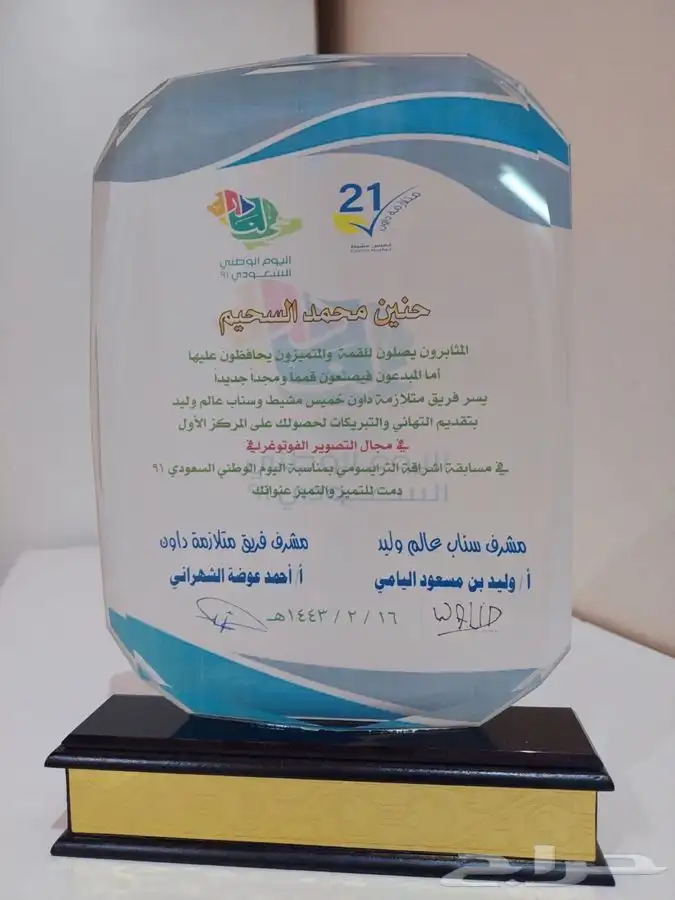 21
متلازمة داون
خميس مشيط
اليوم الوطني
السعودي ٩١
حنين محمد السحيم
المثابرون يصلون للقمة والمتميزون يحافظون عليها
أما المبدعون فيصنعون قمماً ومجداً جديداً
يسر فريق متلازمة داون خميس مشيط وسناب عالم وليد
بتقديم التهاني والتبريكات لحصولك على المركز الأول
في مجال التصوير الفوتوغرافي
في مسابقة اشراقة الترايسومي بمناسبة اليوم الوطني السعودي ٩١
دمت للتميز والتميز عنوانك
مشرف سناب عالم وليد
أ/ وليد بن مسعود اليامي
مشرف فريق متلازمة داون
أ/ أحمد عوضة الشهراني
WALID
١٦ / ٢ / ١٤٤٣هـ
حراج